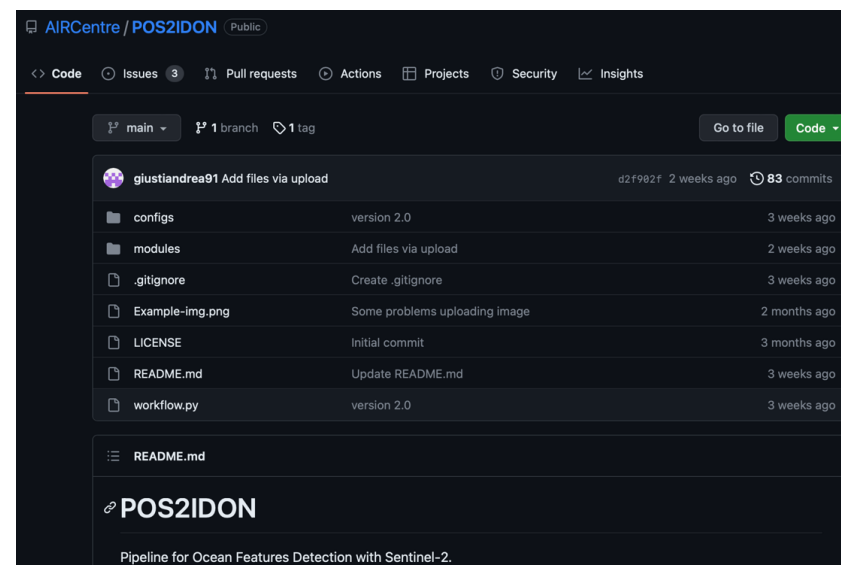 AIRCentre / POS2IDON Public
Code Issues 3 Pull requests Actions Projects Security Insights
main 1 branch 1 tag Go to file Code
giustiandrea91 Add files via upload d2f902f 2 weeks ago 83 commits
configs version 2.0 3 weeks ago
modules Add files via upload 2 weeks ago
.gitignore Create .gitignore 3 weeks ago
Example-img.png Some problems uploading image 2 months ago
LICENSE Initial commit 3 months ago
README.md Update README.md 3 weeks ago
workflow.py version 2.0 3 weeks ago
README.md
POS2IDON
Pipeline for Ocean Features Detection with Sentinel-2.